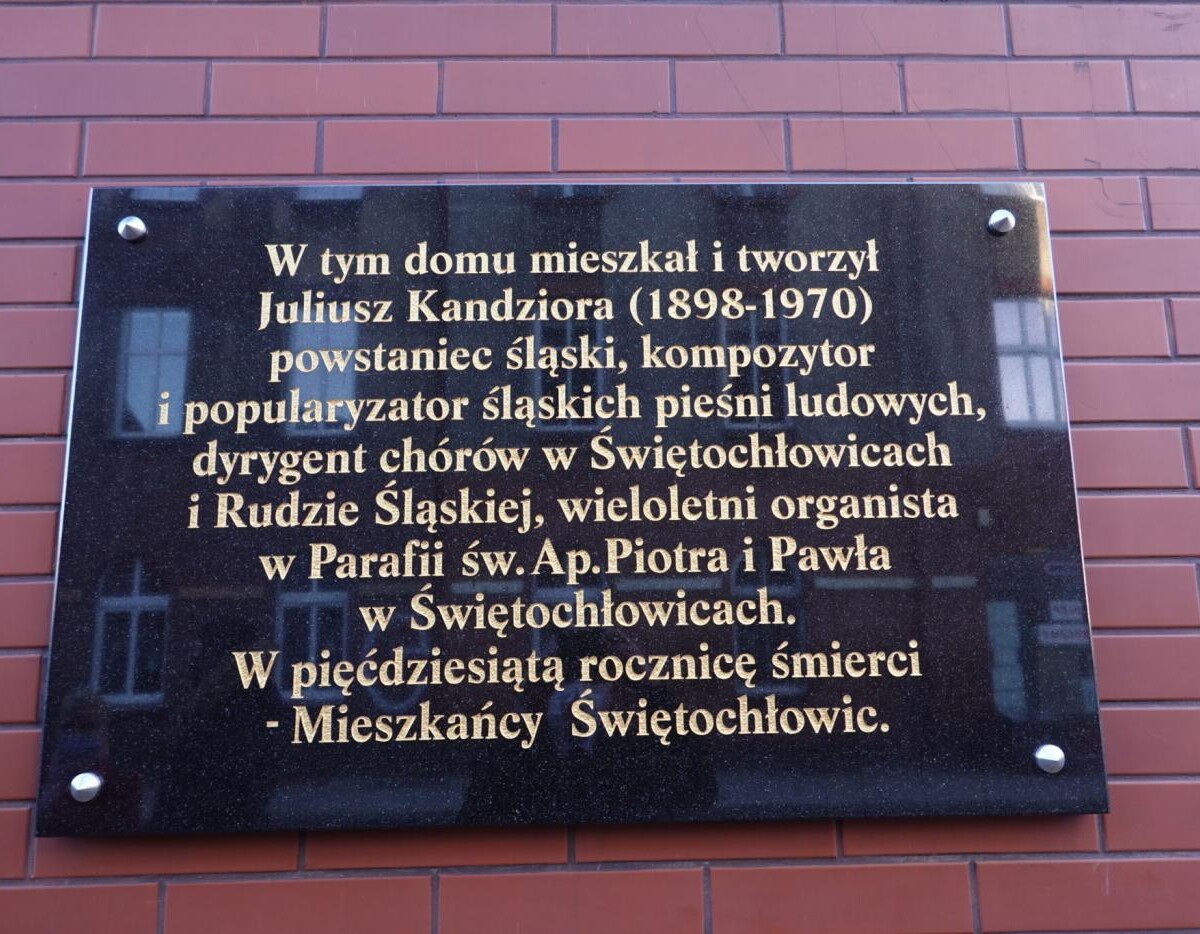 W tym domu mieszkał i tworzył
Juliusz Kandziora (1898-1970)
powstaniec śląski, kompozytor
i popularyzator śląskich pieśni ludowych,
dyrygent chórów w Świętochłowicach
i Rudzie Śląskiej, wieloletni organista
w Parafii św. Ap.Piotra i Pawła
w Świętochłowicach.
W pięćdziesiątą rocznicę śmierci
- Mieszkańcy Świętochłowic.